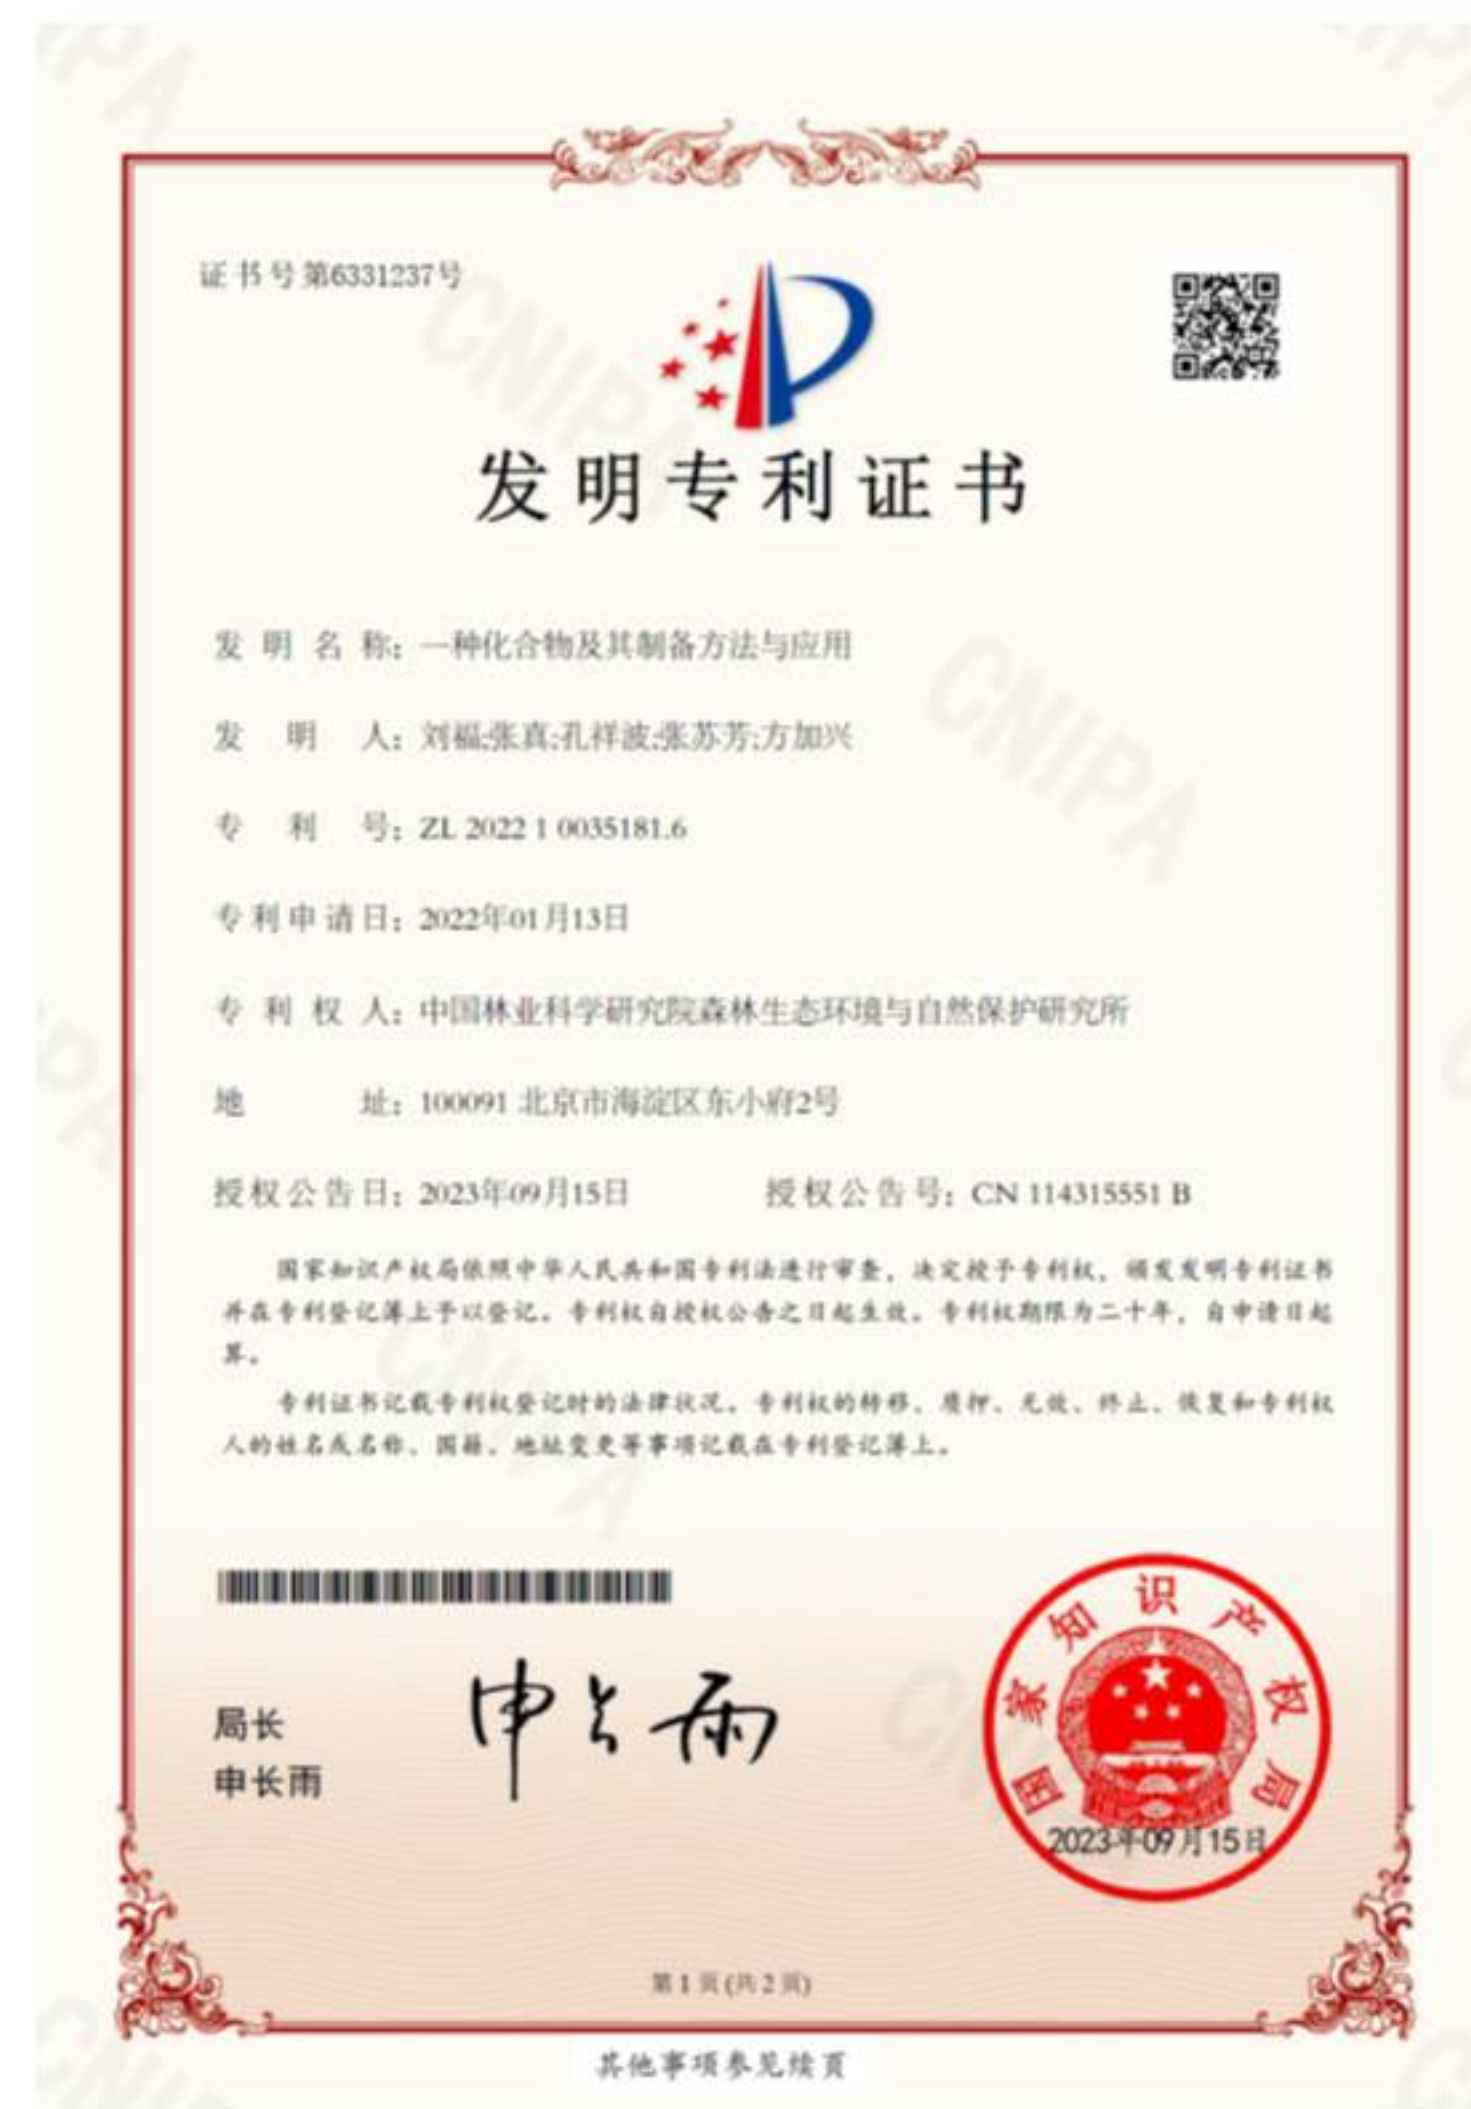 证书号第6331237号
发明专利证书
发明名称：一种化合物及其制备方法与应用
发明人：刘福;张真;孔祥波;张苏芳;方加兴
专利号：ZL 2022 1 0035181.6
专利申请日：2022年01月13日
专利权人：中国林业科学研究院森林生态环境与自然保护研究所
地址：100091 北京市海淀区东小府2号
授权公告日：2023年09月15日 授权公告号：CN 114315551 B
国家知识产权局依照中华人民共和国专利法进行审查，决定授予专利权，颁发发明专利证书
并在专利登记簿上予以登记。专利权自授权公告之日起生效。专利权期限为二十年，自申请日起
算。
专利证书记载专利权登记时的法律状况。专利权的转移、质押、无效、终止、恢复和专利权
人的姓名或名称、国籍、地址变更等事项记载在专利登记簿上。
局长
申长雨
申长雨
国家知识产权局
2023年09月15日
第 1 页 (共 2 页)
其他事项参见续页
CNIPA
CNIPA
CNIPA